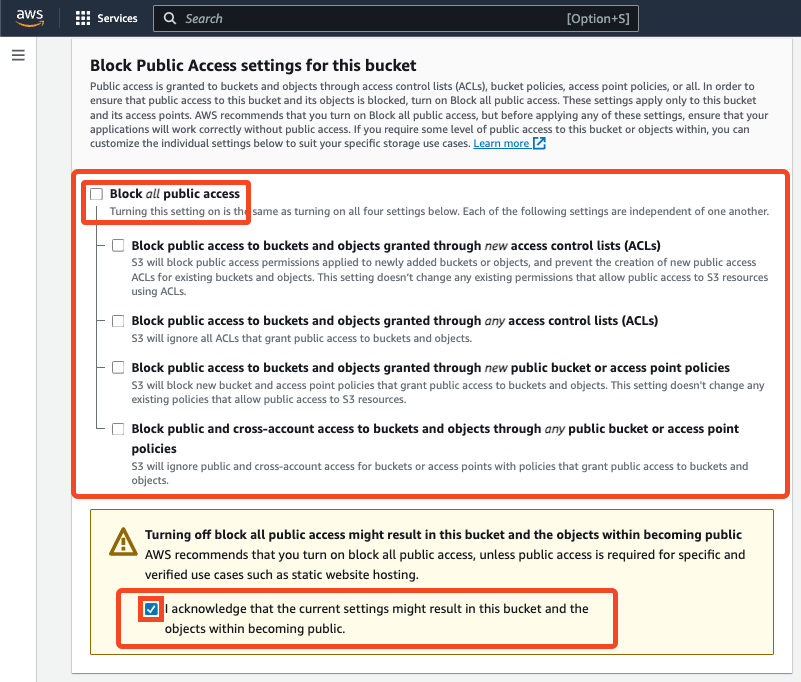 aws Services Search [Option+S]
Block Public Access settings for this bucket
Public access is granted to buckets and objects through access control lists (ACLs), bucket policies, access point policies, or all. In order to
ensure that public access to this bucket and its objects is blocked, turn on Block all public access. These settings apply only to this bucket
and its access points. AWS recommends that you turn on Block all public access, but before applying any of these settings, ensure that your
applications will work correctly without public access. If you require some level of public access to this bucket or objects within, you can
customize the individual settings below to suit your specific storage use cases. Learn more
Block all public access
Turning this setting on is the same as turning on all four settings below. Each of the following settings are independent of one another.
Block public access to buckets and objects granted through new access control lists (ACLs)
S3 will block public access permissions applied to newly added buckets or objects, and prevent the creation of new public access
ACLs for existing buckets and objects. This setting doesn't change any existing permissions that allow public access to S3 resources
using ACLs.
Block public access to buckets and objects granted through any access control lists (ACLs)
S3 will ignore all ACLs that grant public access to buckets and objects.
Block public access to buckets and objects granted through new public bucket or access point policies
S3 will block new bucket and access point policies that grant public access to buckets and objects. This setting doesn't change any
existing policies that allow public access to S3 resources.
Block public and cross-account access to buckets and objects through any public bucket or access point
policies
S3 will ignore public and cross-account access for buckets or access points with policies that grant public access to buckets and
objects.
Turning off block all public access might result in this bucket and the objects within becoming public
AWS recommends that you turn on block all public access, unless public access is required for specific and
verified use cases such as static website hosting.
I acknowledge that the current settings might result in this bucket and the
objects within becoming public.